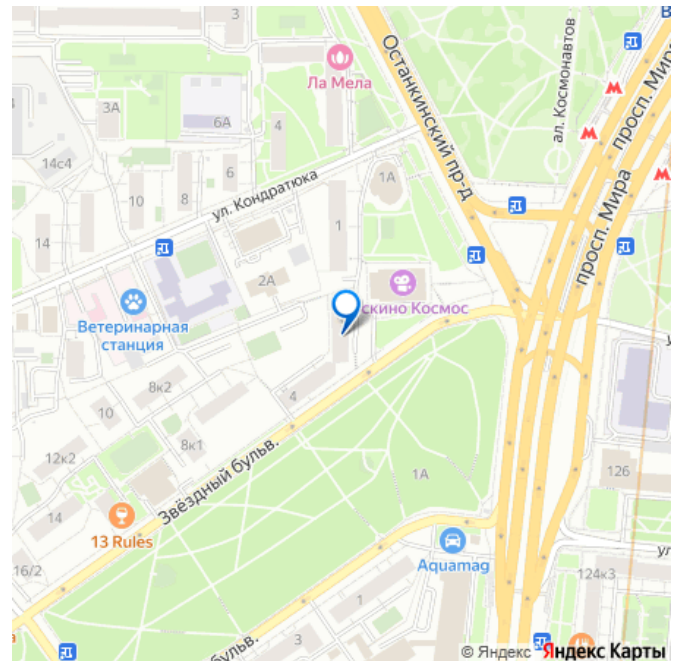 3
В
Ла Мела
Останкинский пр-д
ал. Космонавтов
просп. Мира
просп. Мира
3А
6А
4
14с4
6
8
10
14
ул. Кондратюка
1А
1
2А
Ветеринарная
станция
скино Космос
8к2
4
10
8к1
12к2
Звёздный бульв.
1А
126
14
13 Rules
16/2
Aquamag
ул
124к3
1
3
бульв.
а
© Яндекс Яндекс Карты